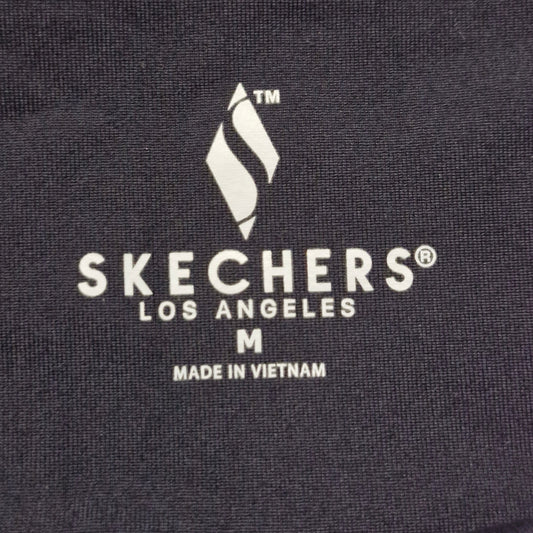 TM
SKECHERS®
LOS ANGELES
M
MADE IN VIETNAM